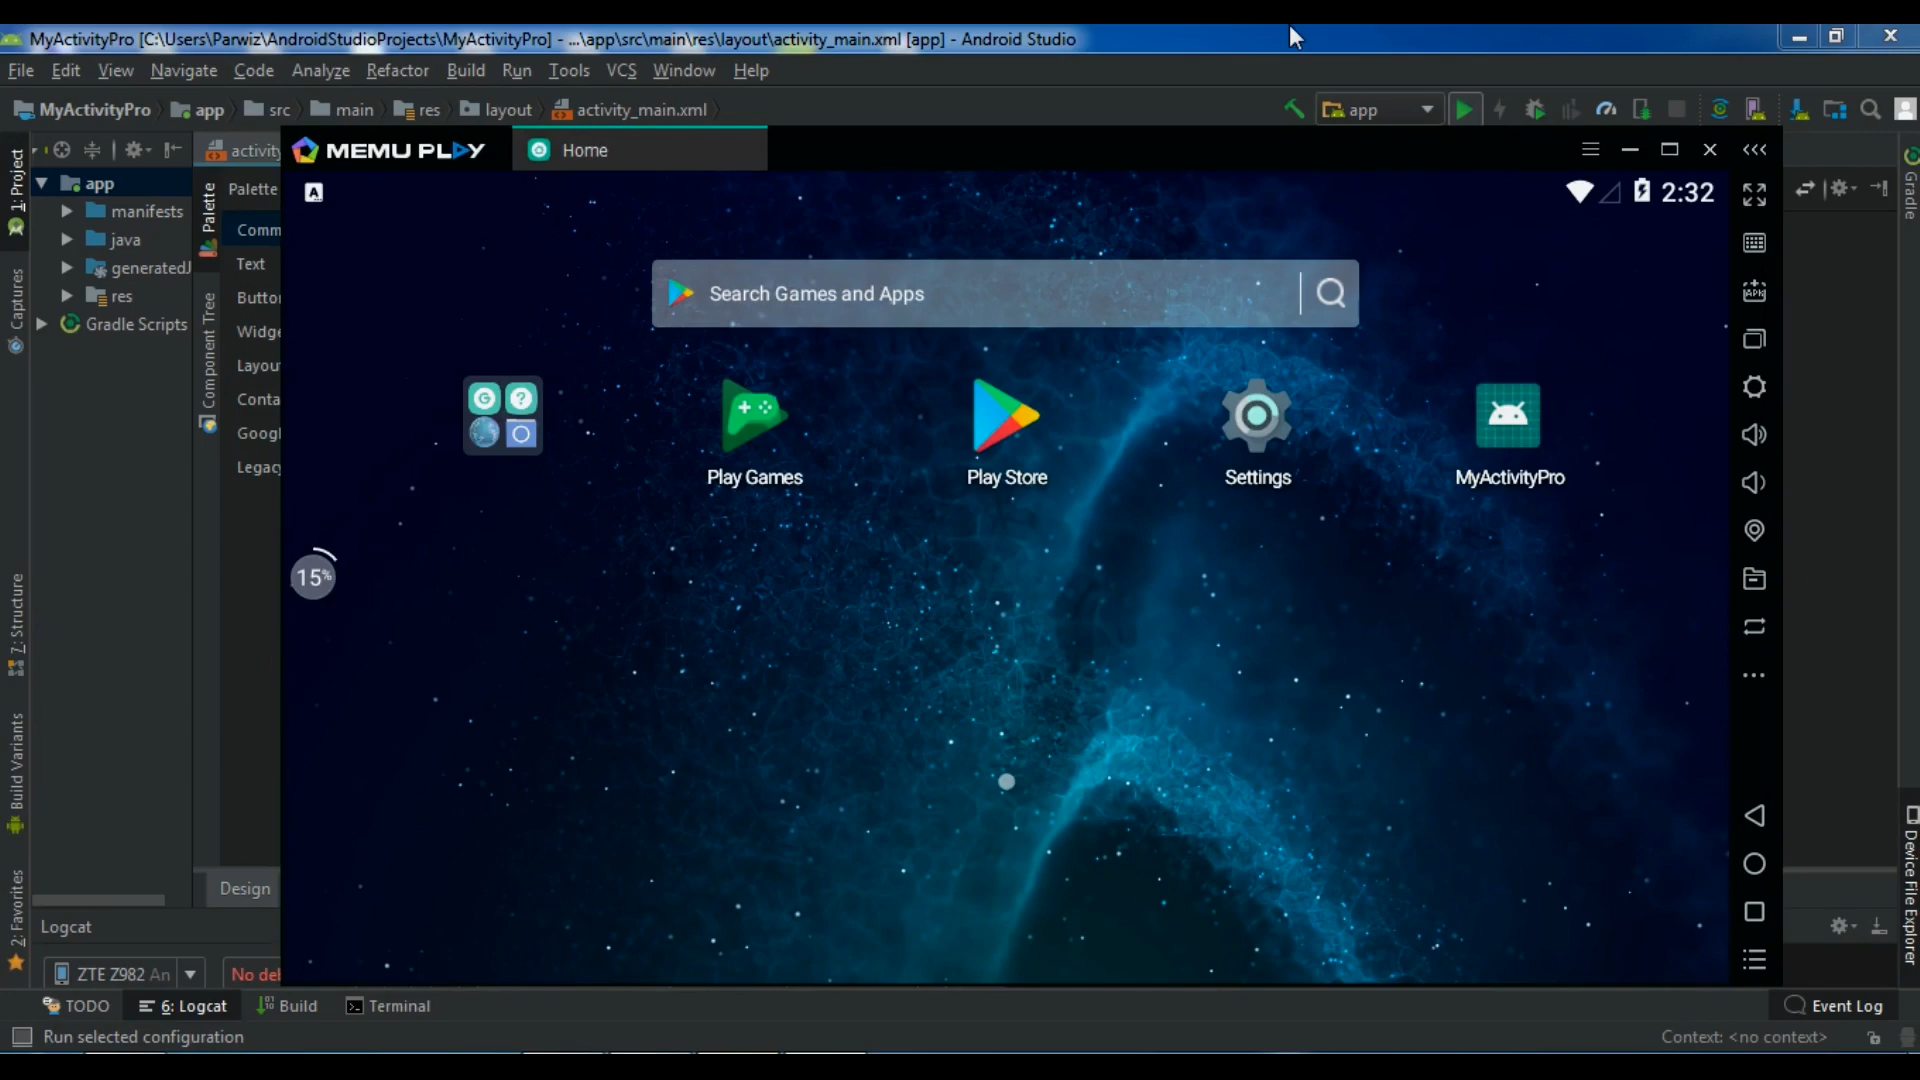 MyActivityPro [C:\Users\Parwiz\AndroidStudioProjects\MyActivityPro] - ...\app\src\main\res\layout\activity_main.xml [app] - Android Studio
File Edit View Navigate Code Analyze Refactor Build Run Tools VCS Window Help
MyActivityPro app src main res layout activity_main.xml app
activity
MEMU PLAY Home
A 2:32
1: Project
Captures
7: Structure
Build Variants
2: Favorites
app
manifests
java
generatedJ
res
Gradle Scripts
Palette
Component Tree
Palette
Comm
Text
Button
Widge
Layou
Conta
Googl
Legacy
Search Games and Apps
Play Games
Play Store
Settings
MyActivityPro
15%
APK
Gradle
Device File Explorer
Design
Logcat
ZTE Z982 An No deb
TODO 6: Logcat Build Terminal Event Log
Run selected configuration Context: <no context>